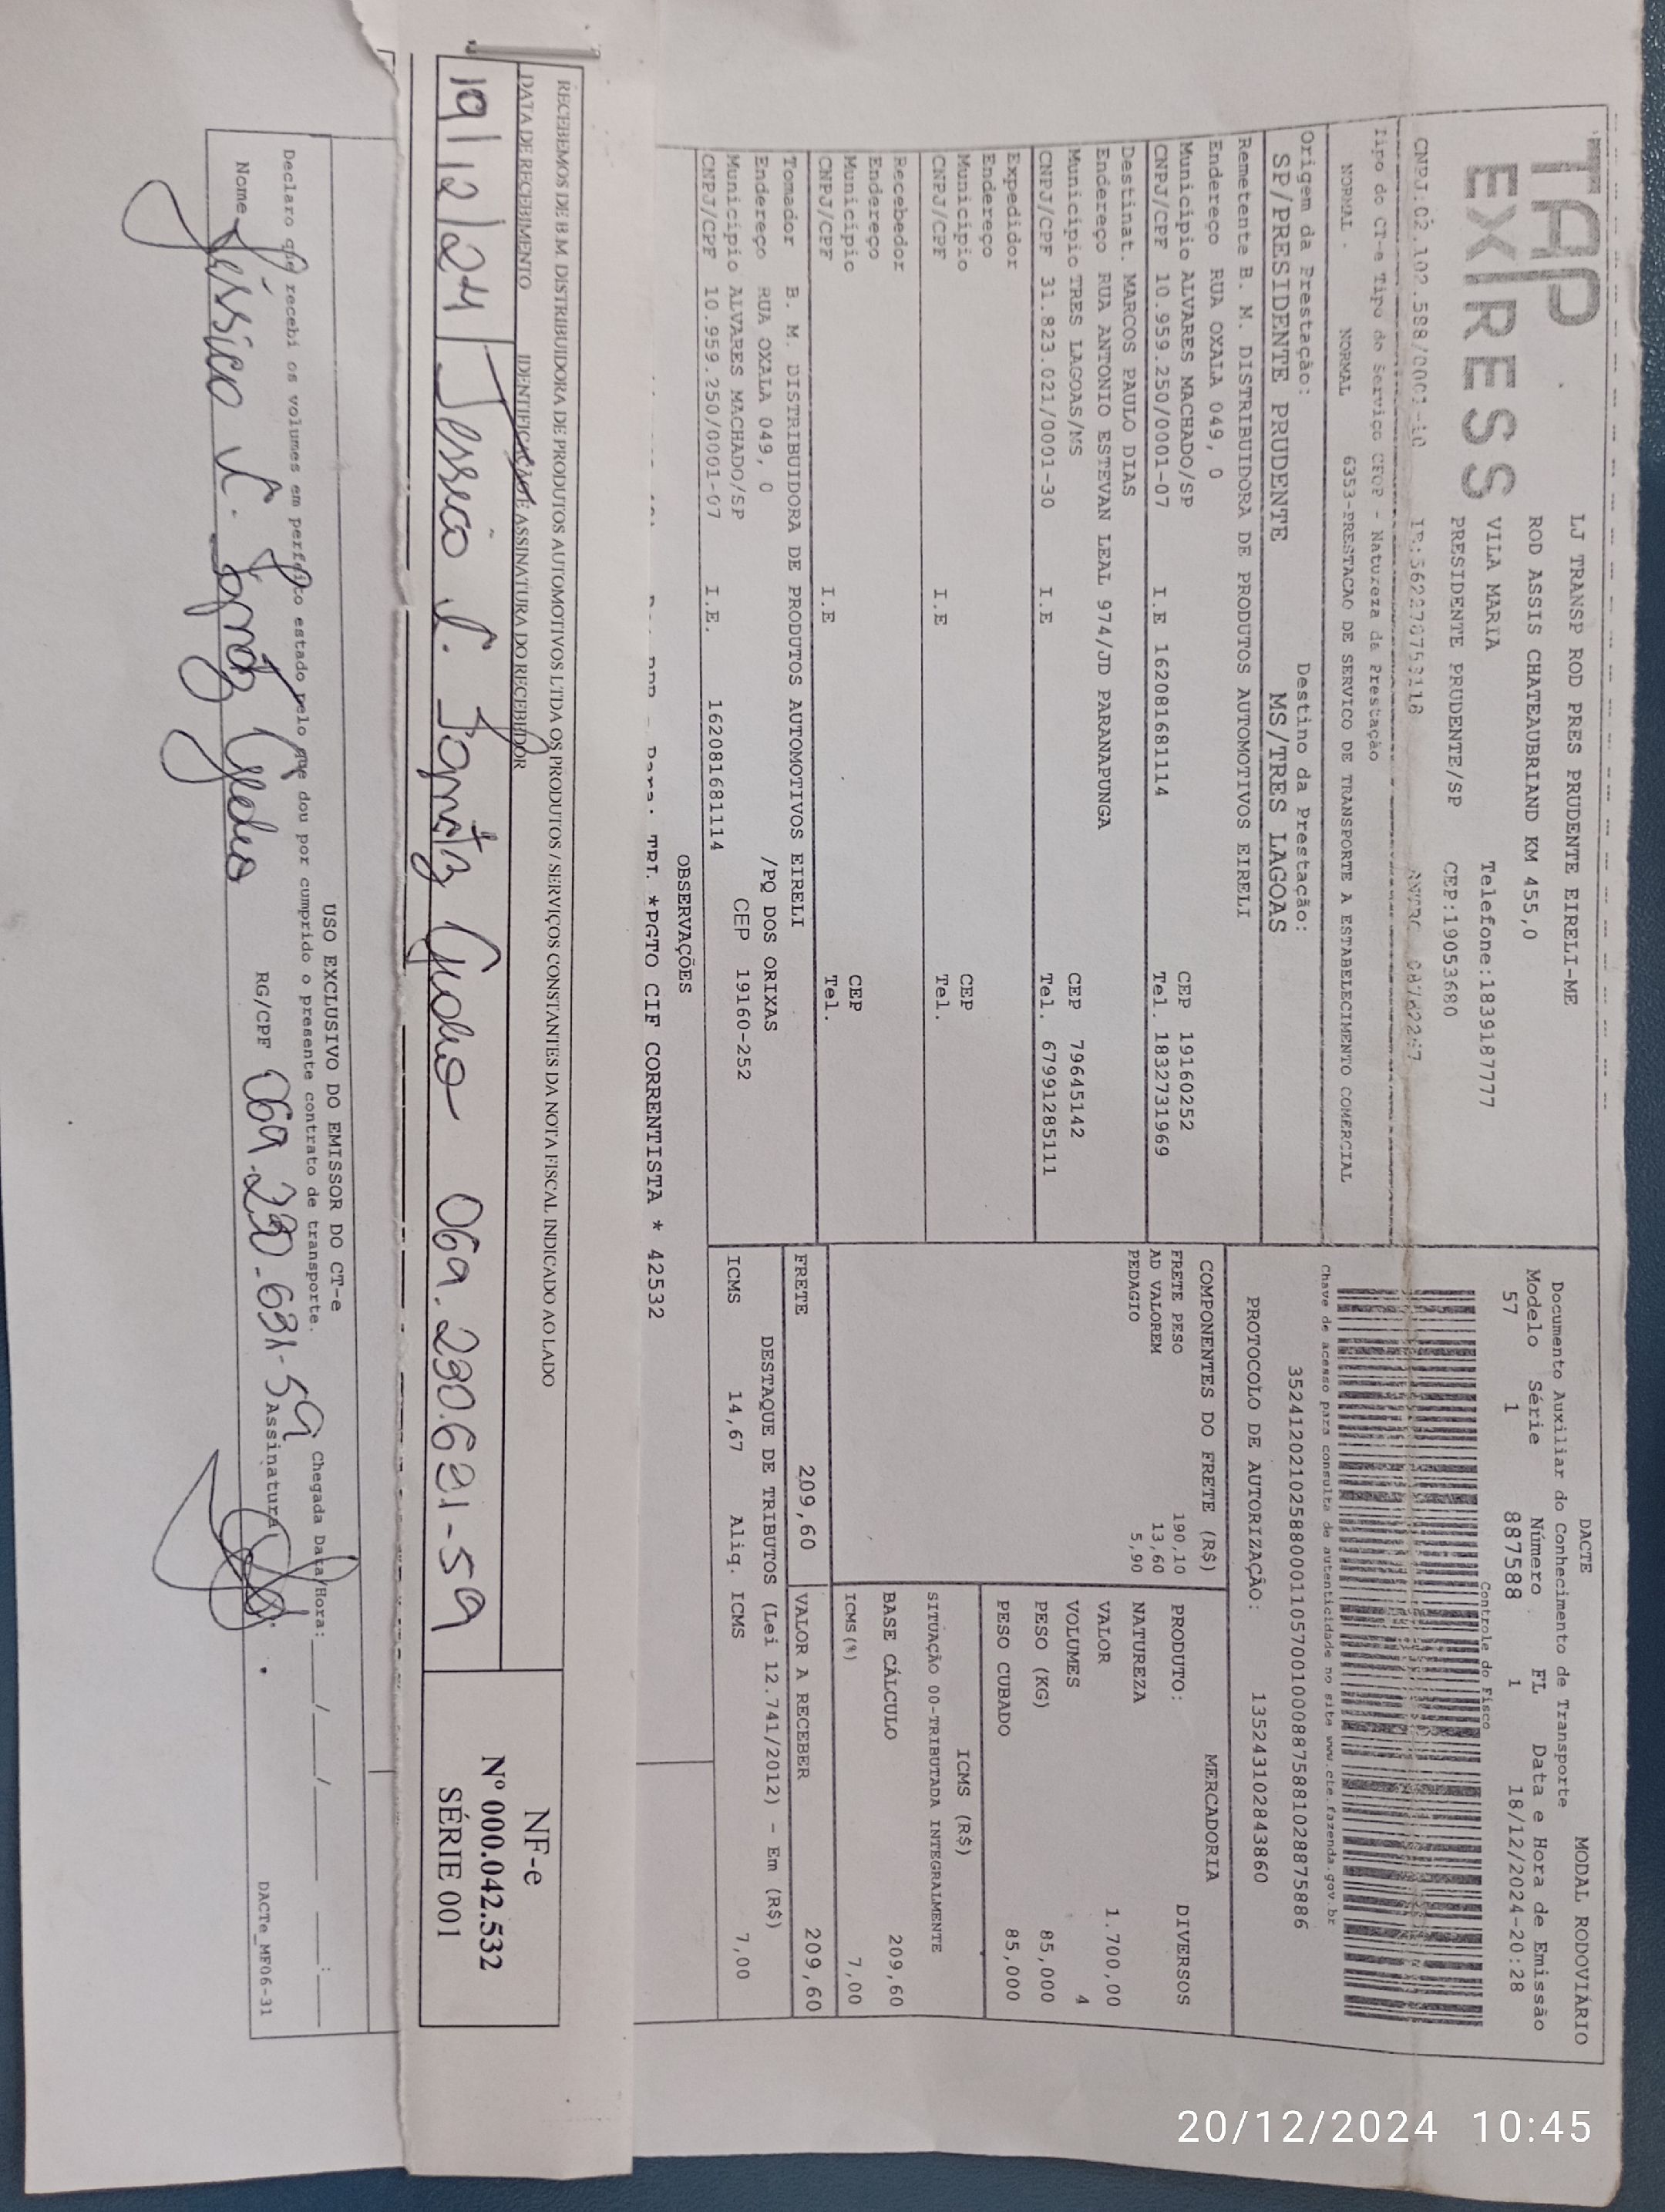 TAP
EXPRESS
LJ TRANSP ROD PRES PRUDENTE EIRELI-ME
ROD ASSIS CHATEAUBRIAND KM 455,0
VILA MARIA Telefone:1839187777
PRESIDENTE PRUDENTE/SP CEP:19053680
CNPJ:02.102.588/0001-10
Tipo do CT-e Tipo do Serviço CFOP - Natureza da Prestação
NORMAL NORMAL 6353-PRESTACAO DE SERVICO DE TRANSPORTE A ESTABELECIMENTO COMERCIAL
Origem da Prestação: Destino da Prestação:
SP/PRESIDENTE PRUDENTE MS/TRES LAGOAS
Remetente B. M. DISTRIBUIDORA DE PRODUTOS AUTOMOTIVOS EIRELI
Endereço RUA OXALA 049, 0
Município ALVARES MACHADO/SP CEP 19160252
CNPJ/CPF 10.959.250/0001-07 I.E 162081681114 Tel. 1832731969
Destinat. MARCOS PAULO DIAS
Endereço RUA ANTONIO ESTEVAN LEAL 974/JD PARANAPUNGA
Município TRES LAGOAS/MS CEP 79645142
CNPJ/CPF 31.823.021/0001-30 I.E Tel. 67991285111
Expedidor
Endereço
Município CEP
CNPJ/CPF I.E Tel.
Recebedor
Endereço
Município CEP
CNPJ/CPF I.E Tel.
Tomador B. M. DISTRIBUIDORA DE PRODUTOS AUTOMOTIVOS EIRELI
Endereço RUA OXALA 049, 0 /PQ DOS ORIXAS
Município ALVARES MACHADO/SP CEP 19160-252
CNPJ/CPF 10.959.250/0001-07 I.E. 162081681114
OBSERVAÇÕES
*PGTO CIF CORRENTISTA * 42532
DACTE MODAL RODOVIÁRIO
Documento Auxiliar do Conhecimento de Transporte
Modelo Série Número FL Data e Hora de Emissão
57 1 887588 1 18/12/2024-20:28
Controle do Fisco
Chave de acesso para consulta de autenticidade no site www.cte.fazenda.gov.br
35241202102588000110570010008875881028875886
PROTOCOLO DE AUTORIZAÇÃO: 135243102843860
COMPONENTES DO FRETE (R$)
FRETE PESO 190,10
AD VALOREM 13,60
PEDAGIO 5,90
MERCADORIA
PRODUTO: DIVERSOS
NATUREZA
VALOR 1.700,00
VOLUMES 4
PESO (KG) 85,000
PESO CUBADO 85,000
ICMS (R$)
SITUAÇÃO 00-TRIBUTADA INTEGRALMENTE
BASE CÁLCULO 209,60
ICMS(%) 7,00
FRETE 209,60 VALOR A RECEBER 209,60
DESTAQUE DE TRIBUTOS (Lei 12.741/2012) - Em (R$)
ICMS 14,67 Aliq. ICMS 7,00
RECEBEMOS DE B.M. DISTRIBUIDORA DE PRODUTOS AUTOMOTIVOS LTDA OS PRODUTOS / SERVIÇOS CONSTANTES DA NOTA FISCAL INDICADO AO LADO
DATA DE RECEBIMENTO IDENTIFICAÇÃO E ASSINATURA DO RECEBEDOR
19/12/24 069.290.691-59
NF-e
Nº 000.042.532
SÉRIE 001
USO EXCLUSIVO DO EMISSOR DO CT-e
Declaro que recebi os volumes em perfeito estado pelo que dou por cumprido o presente contrato de transporte.
Chegada Data/Hora: ___/___/___ ___:___
Nome RG/CPF Assinatura
DACTe_MF06-31
20/12/2024 10:45